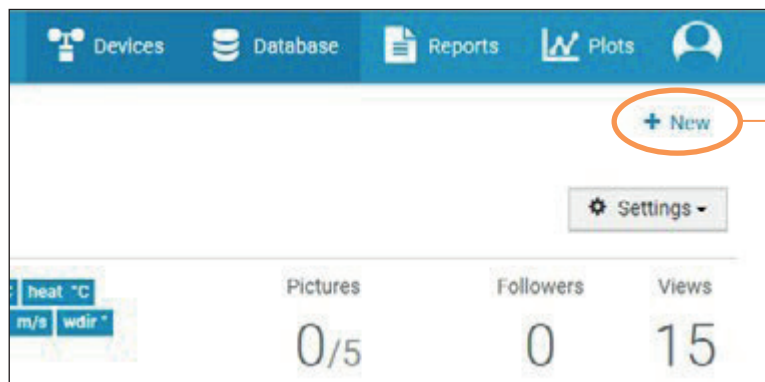 Devices Database Reports Plots
+ New
Settings
Pictures Followers Views
heat °C
m/s wdir °
0/5 0 15